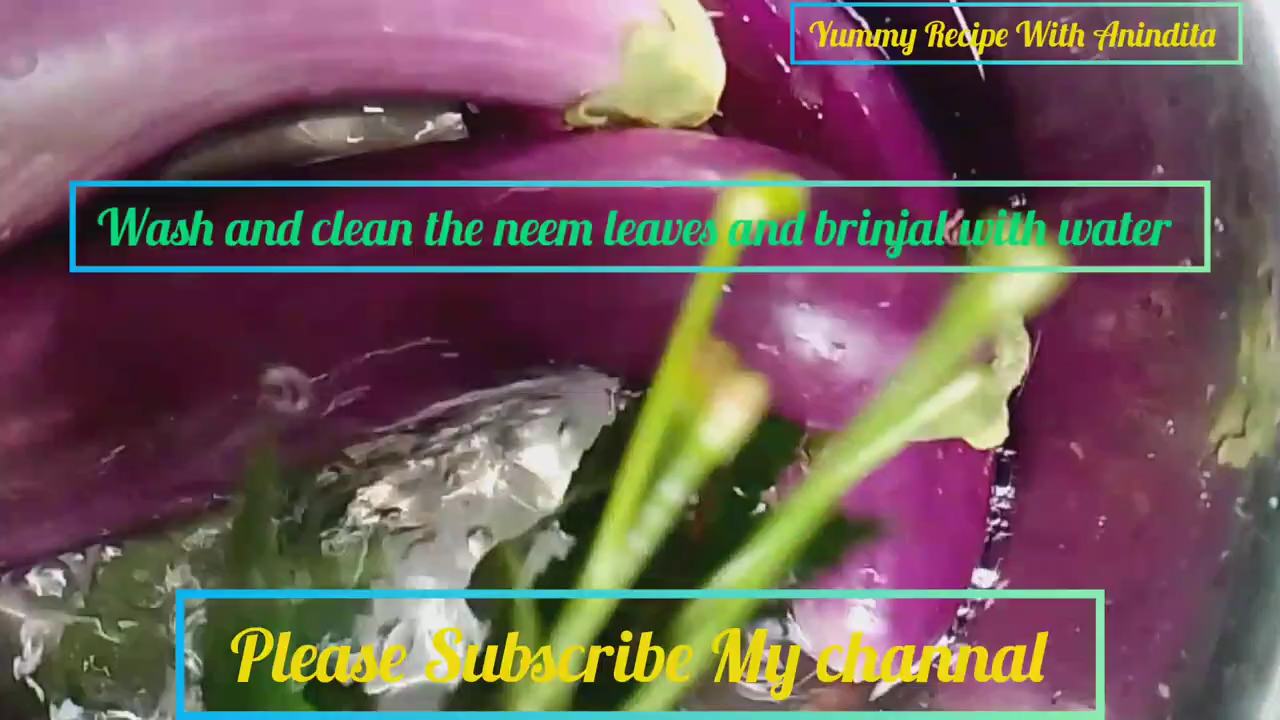 Yummy Recipe With Anindita
Wash and clean the neem leaves and brinjal with water
Please Subscribe My channal